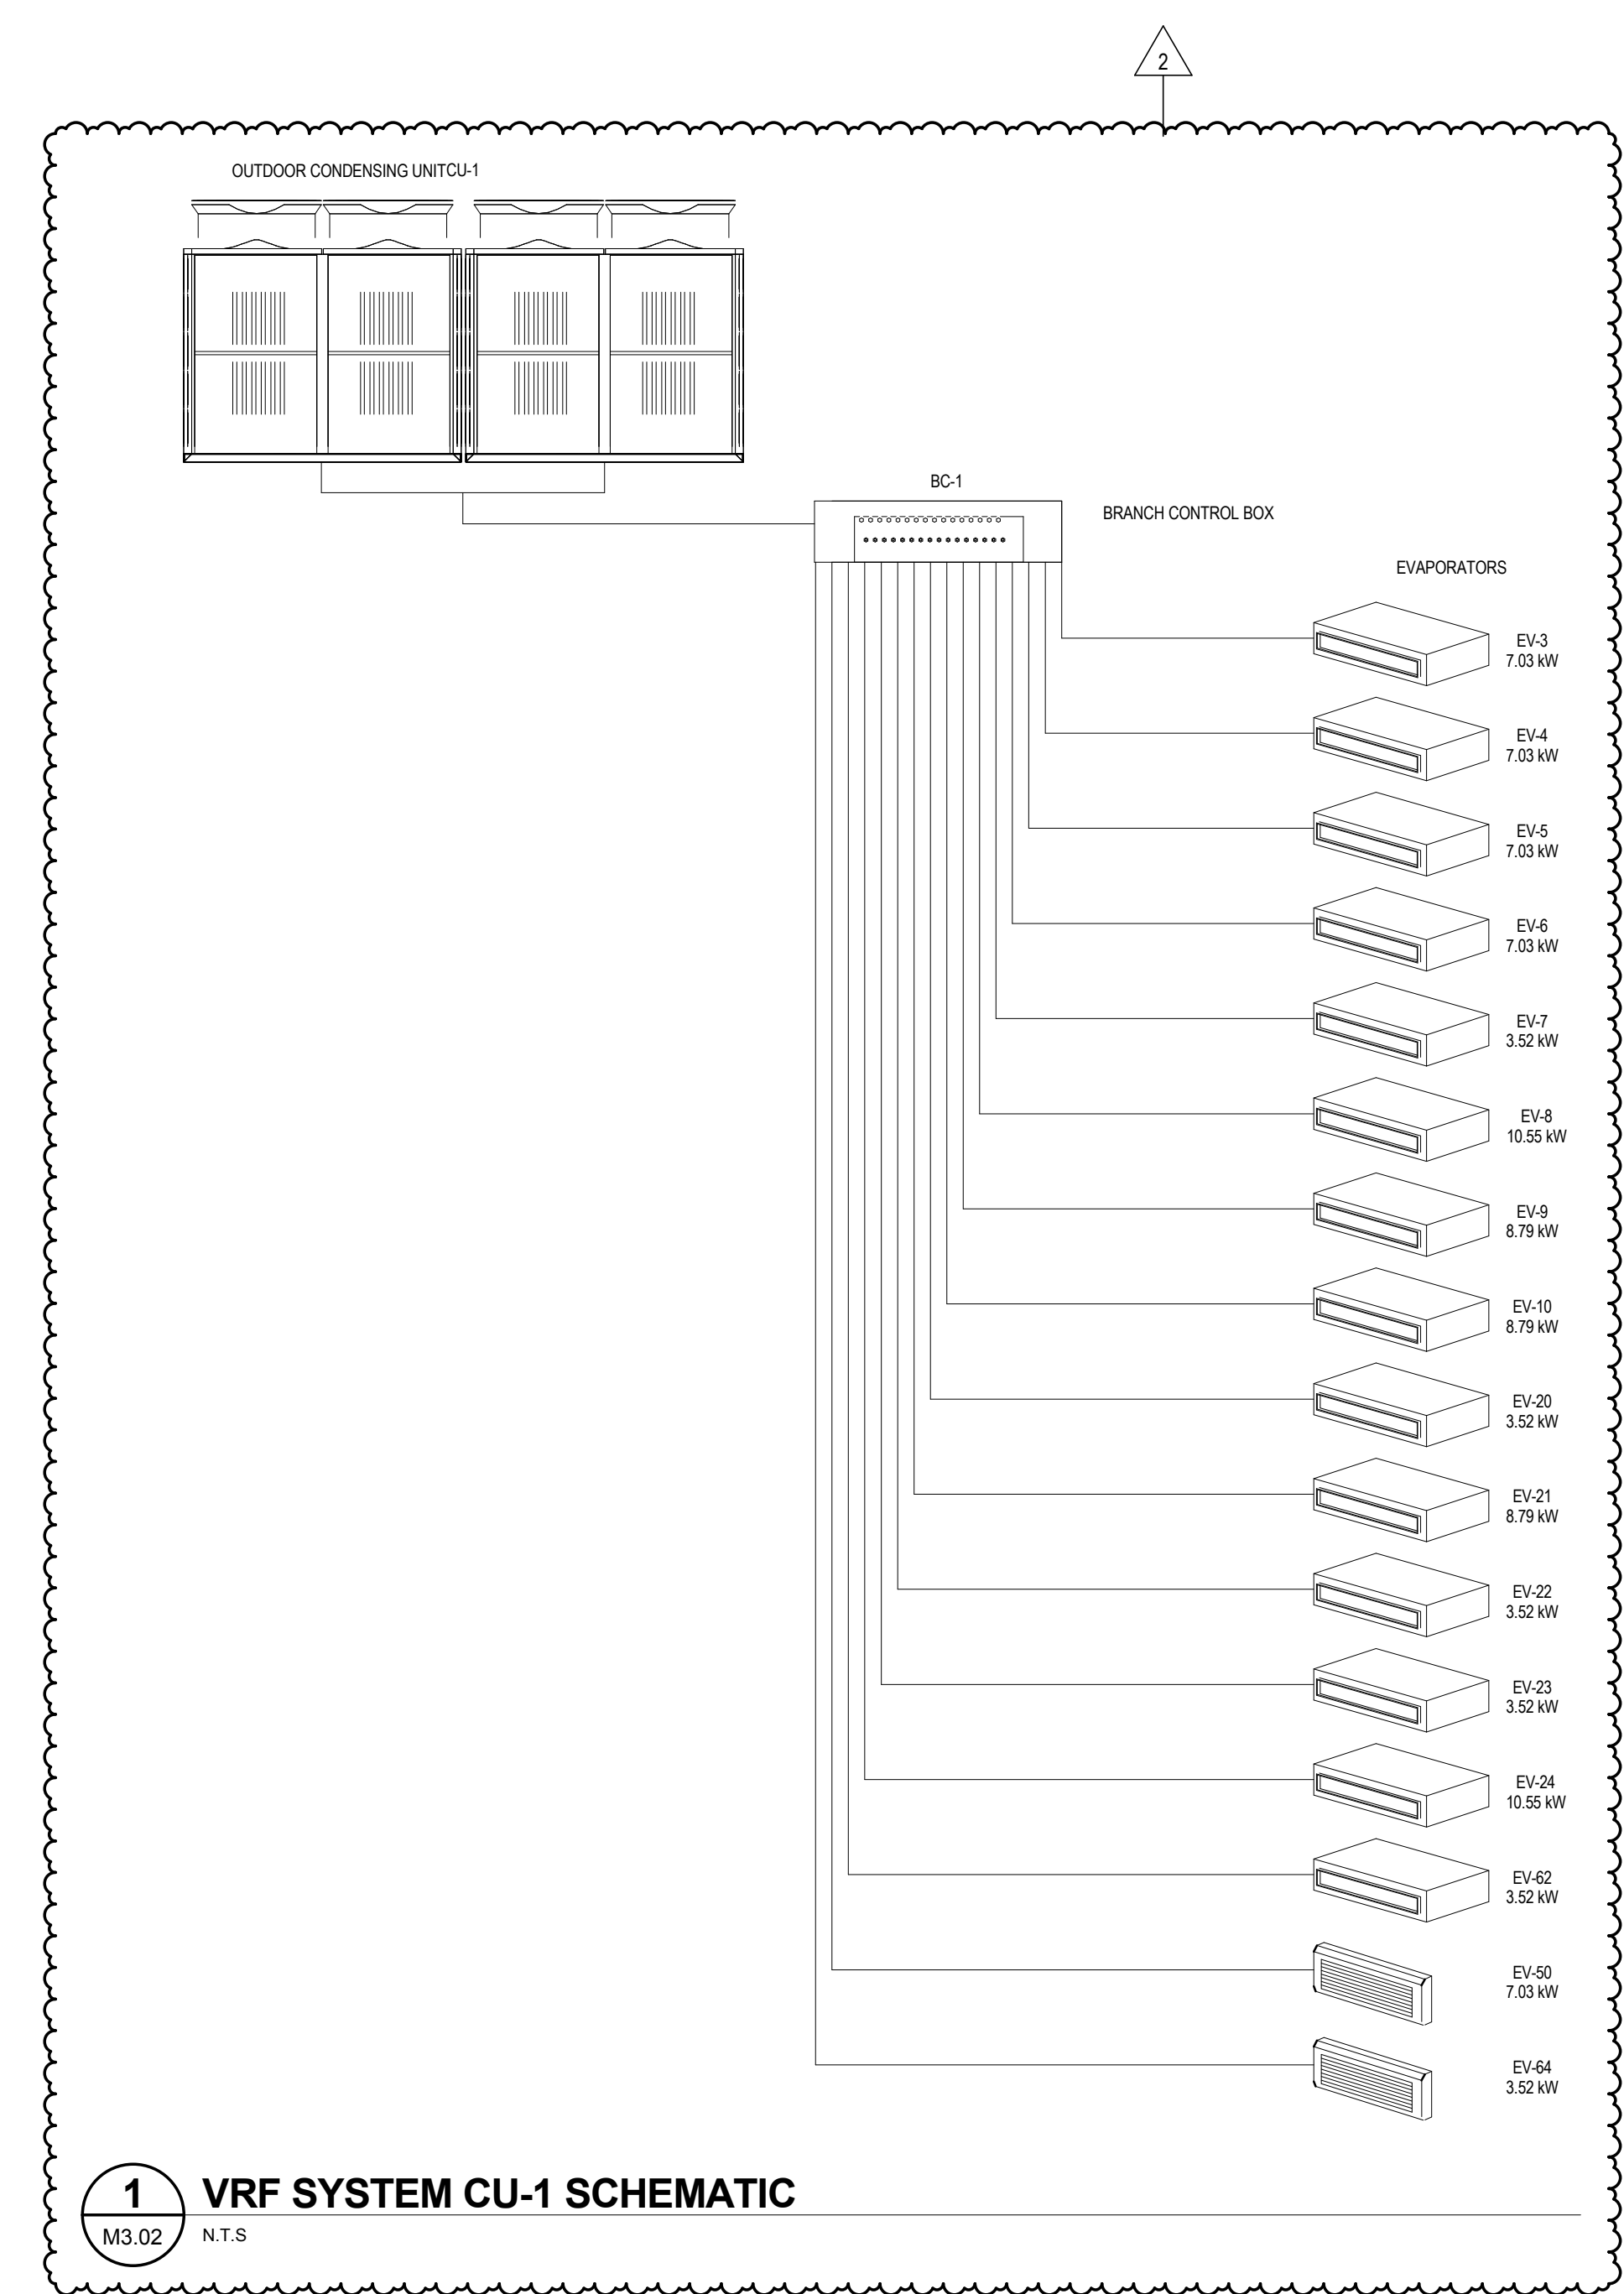 2
OUTDOOR CONDENSING UNITCU-1
BC-1
BRANCH CONTROL BOX
EVAPORATORS
EV-3
7.03 kW
EV-4
7.03 kW
EV-5
7.03 kW
EV-6
7.03 kW
EV-7
3.52 kW
EV-8
10.55 kW
EV-9
8.79 kW
EV-10
8.79 kW
EV-20
3.52 kW
EV-21
8.79 kW
EV-22
3.52 kW
EV-23
3.52 kW
EV-24
10.55 kW
EV-62
3.52 kW
EV-50
7.03 kW
EV-64
3.52 kW
1
VRF SYSTEM CU-1 SCHEMATIC
M3.02
N.T.S